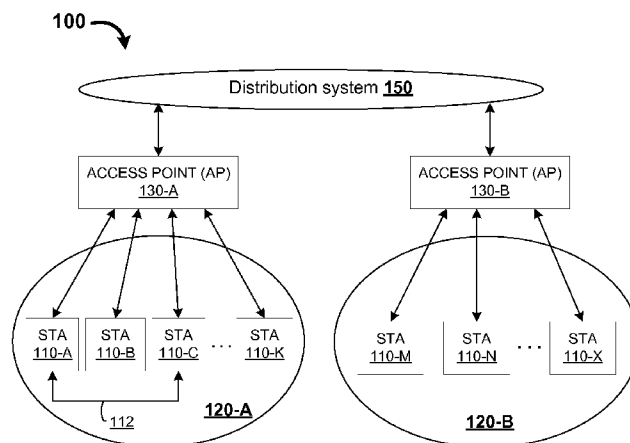 100
Distribution system 150
ACCESS POINT (AP)
130-A
ACCESS POINT (AP)
130-B
STA
110-A
STA
110-B
STA
110-C
...
STA
110-K
112
120-A
STA
110-M
STA
110-N
...
STA
110-X
120-B